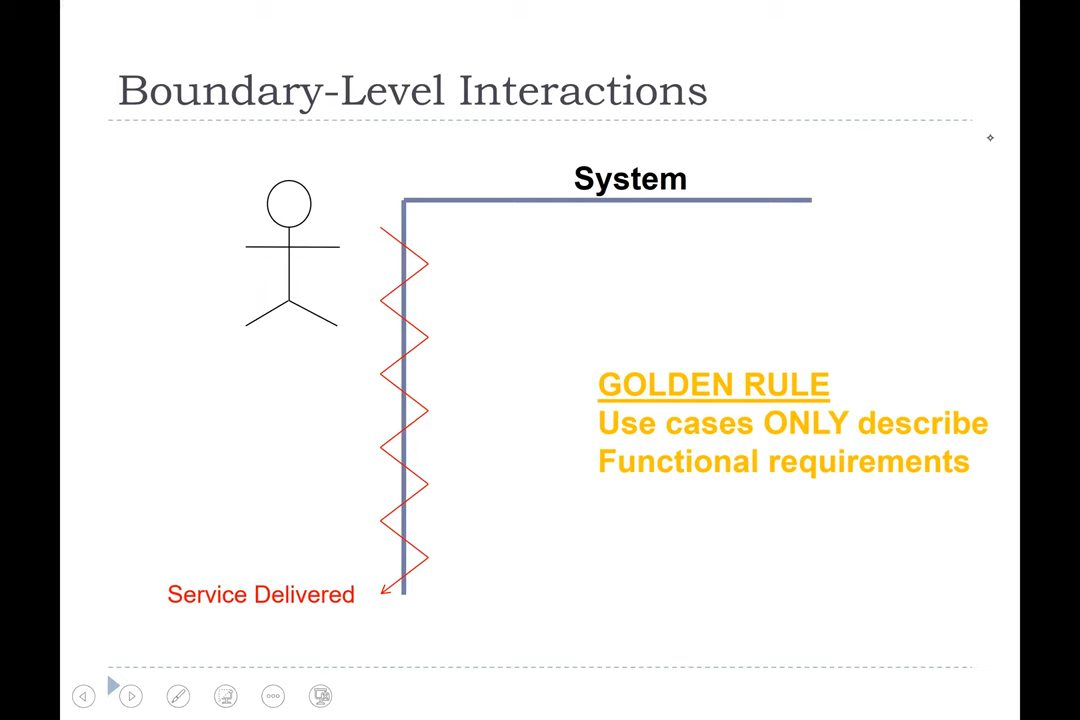 Boundary-Level Interactions
System
GOLDEN RULE
Use cases ONLY describe
Functional requirements
Service Delivered